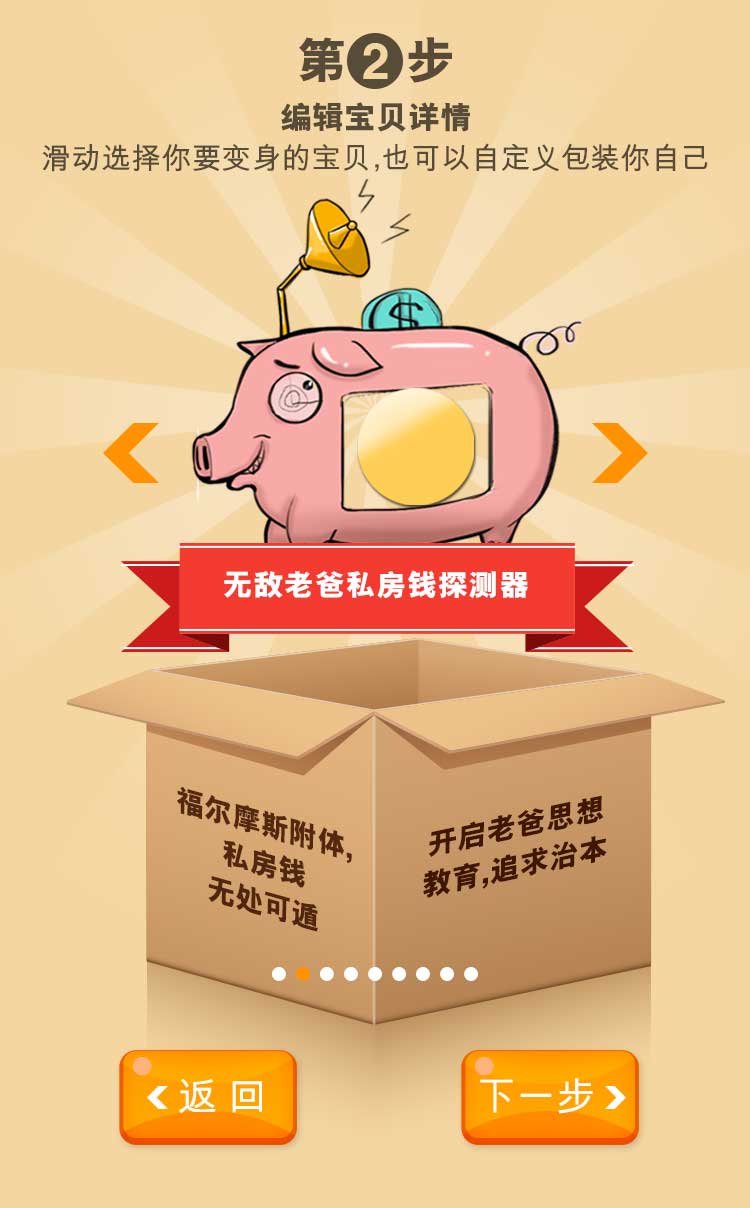 第2步
编辑宝贝详情
滑动选择你要变身的宝贝,也可以自定义包装你自己
$
无敌老爸私房钱探测器
福尔摩斯附体,
私房钱
无处可遁
开启老爸思想
教育,追求治本
返回
下一步